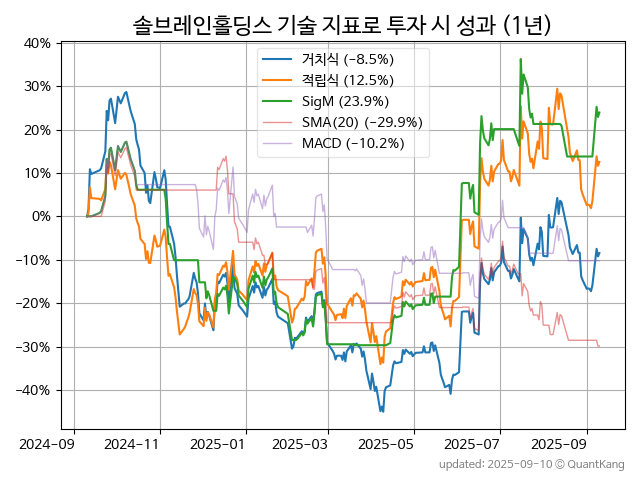 솔브레인홀딩스 기술 지표로 투자 시 성과 (1년)
40%
30%
20%
10%
0%
−10%
−20%
−30%
−40%
거치식 (−8.5%)
적립식 (12.5%)
SigM (23.9%)
SMA(20) (−29.9%)
MACD (−10.2%)
2024-09
2024-11
2025-01
2025-03
2025-05
2025-07
2025-09
updated: 2025-09-10 © QuantKang